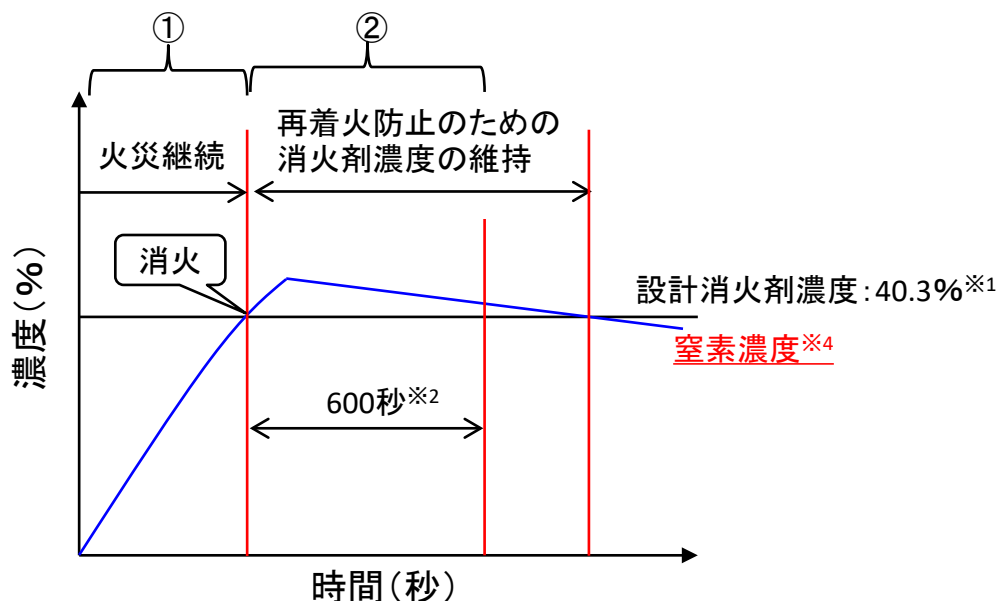 ①
②
火災継続
再着火防止のための
消火剤濃度の維持
消火
設計消火剤濃度：40.3%※1
窒素濃度※4
600秒※2
濃度（%）
時間（秒）